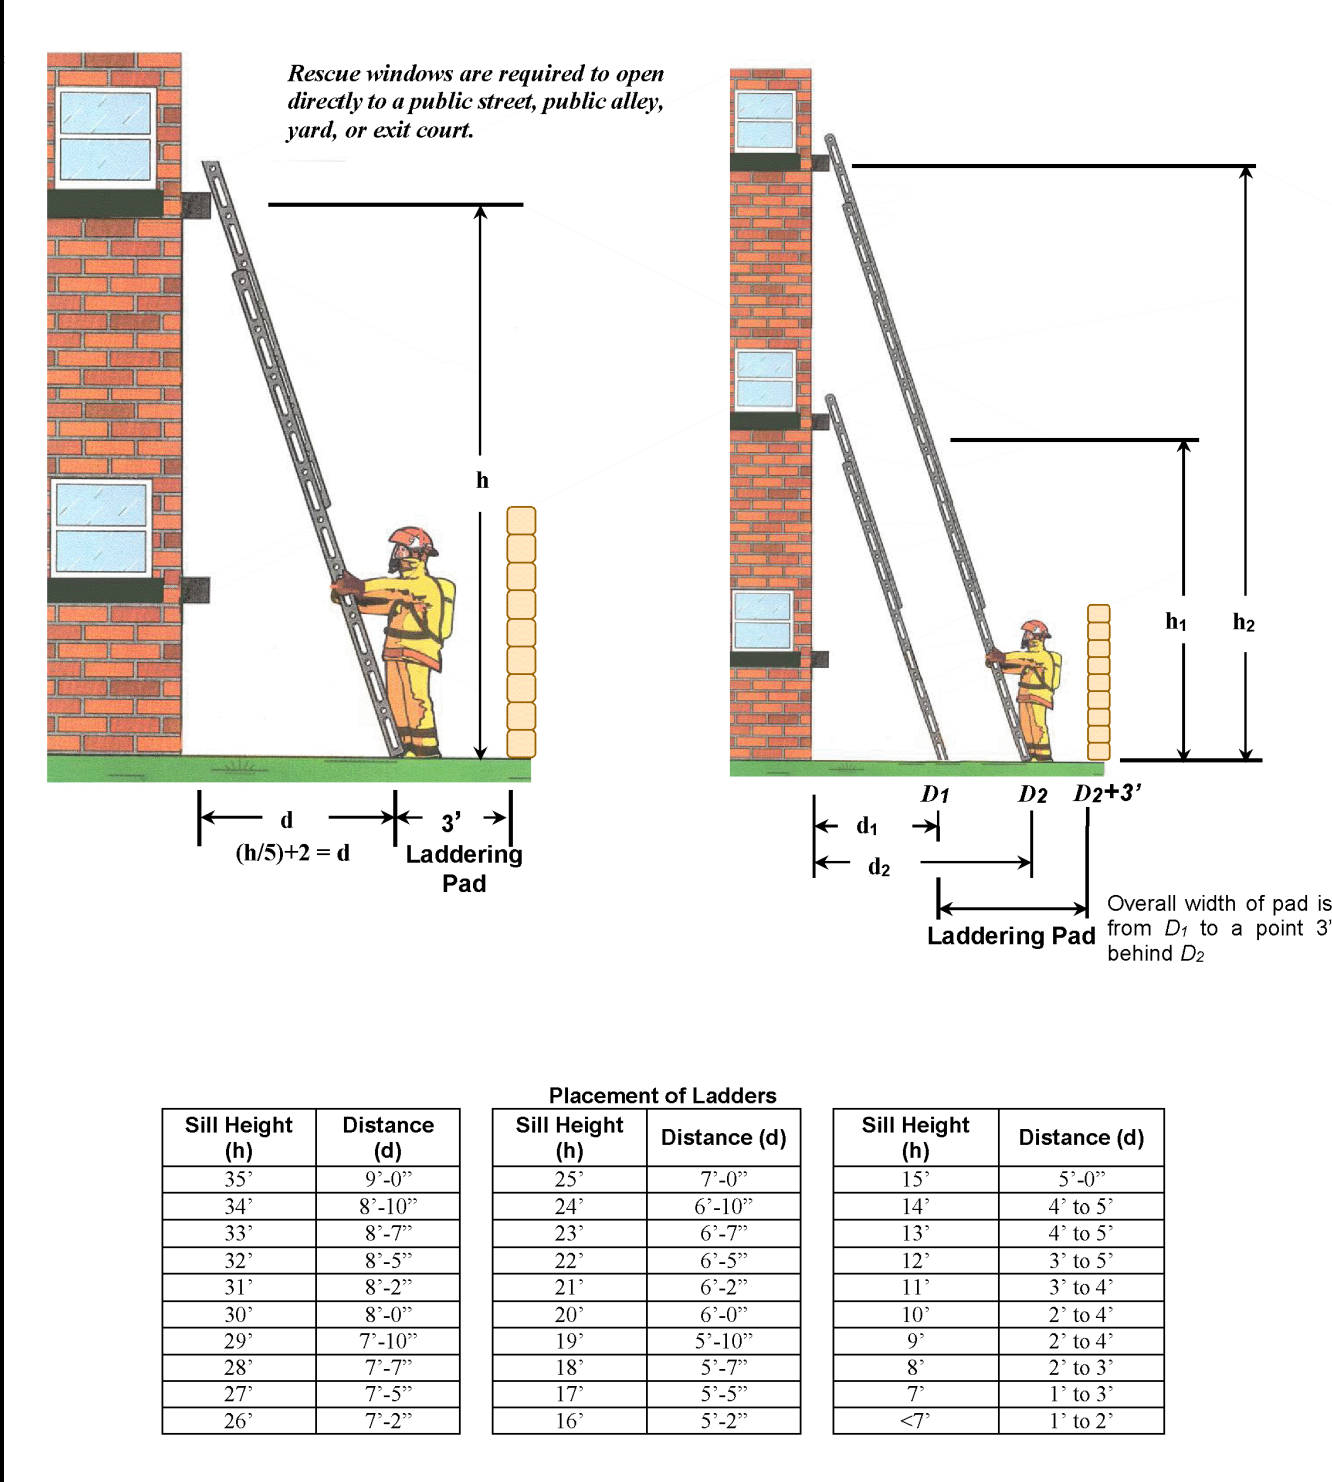 Rescue windows are required to open
directly to a public street, public alley,
yard, or exit court.
h
d
3’
(h/5)+2 = d
Laddering
Pad
h1
h2
D1
D2
D2+3’
d1
d2
Laddering Pad
Overall width of pad is
from D1 to a point 3’
behind D2
Placement of Ladders
Sill Height (h) Distance (d)
35’ 9’-0”
34’ 8’-10”
33’ 8’-7”
32’ 8’-5”
31’ 8’-2”
30’ 8’-0”
29’ 7’-10”
28’ 7’-7”
27’ 7’-5”
26’ 7’-2”
Sill Height (h) Distance (d)
25’ 7’-0”
24’ 6’-10”
23’ 6’-7”
22’ 6’-5”
21’ 6’-2”
20’ 6’-0”
19’ 5’-10”
18’ 5’-7”
17’ 5’-5”
16’ 5’-2”
Sill Height (h) Distance (d)
15’ 5’-0”
14’ 4’ to 5’
13’ 4’ to 5’
12’ 3’ to 5’
11’ 3’ to 4’
10’ 2’ to 4’
9’ 2’ to 4’
8’ 2’ to 3’
7’ 1’ to 3’
<7’ 1’ to 2’